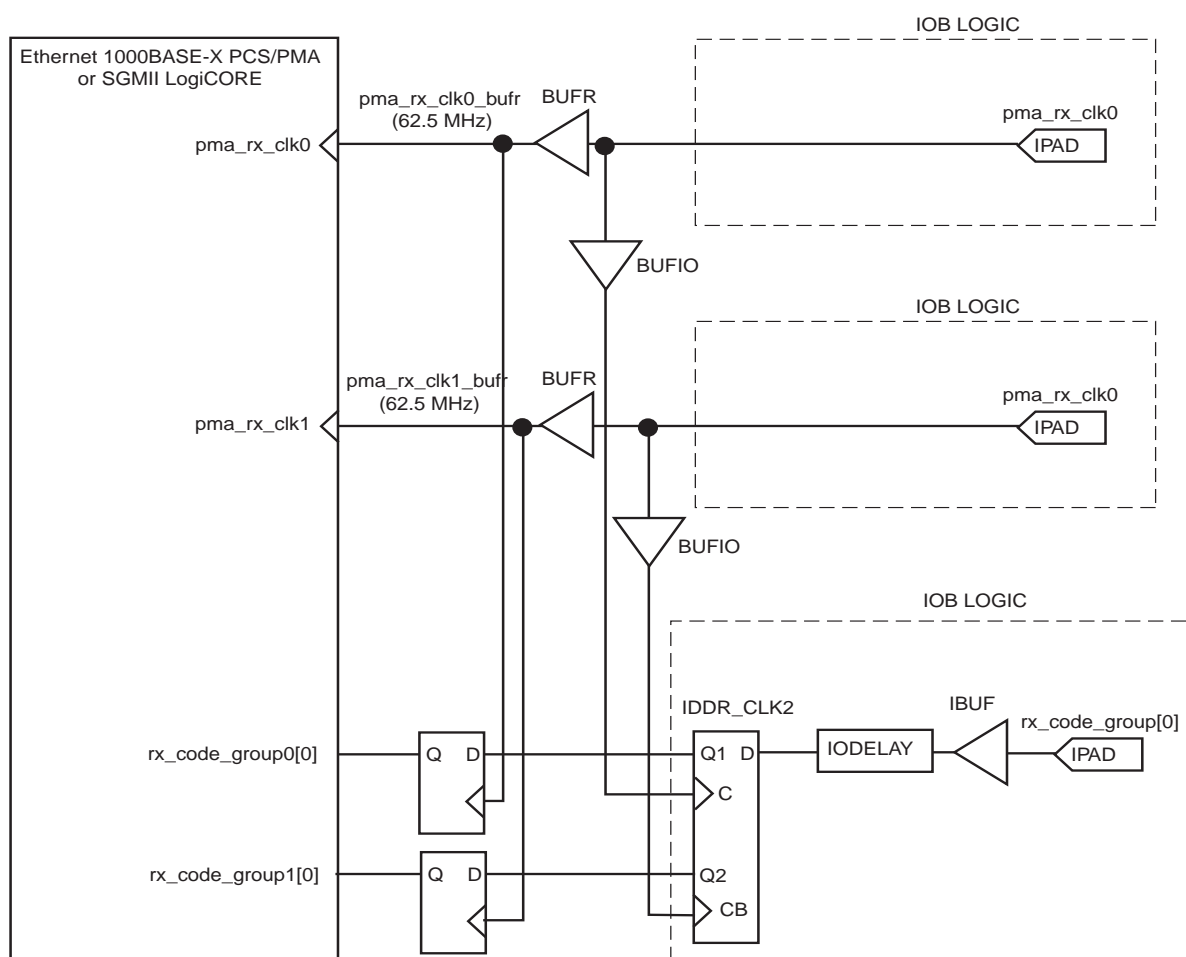 IOB LOGIC
Ethernet 1000BASE-X PCS/PMA
or SGMII LogiCORE
pma_rx_clk0_bufr
(62.5 MHz)
BUFR
pma_rx_clk0
pma_rx_clk0
IPAD
BUFIO
IOB LOGIC
pma_rx_clk1_bufr
(62.5 MHz)
BUFR
pma_rx_clk0
pma_rx_clk1
IPAD
BUFIO
IOB LOGIC
IDDR_CLK2
IBUF
rx_code_group[0]
rx_code_group0[0]
Q D
Q1 D
IODELAY
IPAD
C
rx_code_group1[0]
Q D
Q2
CB